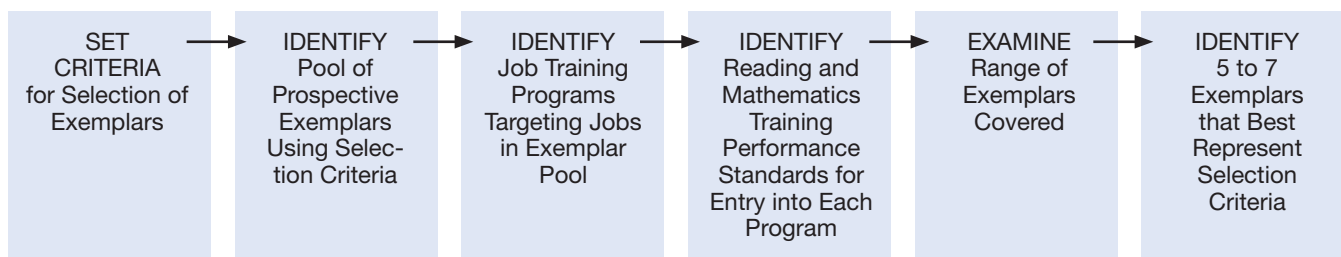 SET
CRITERIA
for Selection of
Exemplars
IDENTIFY
Pool of
Prospective
Exemplars
Using Selec-
tion Criteria
IDENTIFY
Job Training
Programs
Targeting Jobs
in Exemplar
Pool
IDENTIFY
Reading and
Mathematics
Training
Performance
Standards for
Entry into Each
Program
EXAMINE
Range of
Exemplars
Covered
IDENTIFY
5 to 7
Exemplars
that Best
Represent
Selection
Criteria